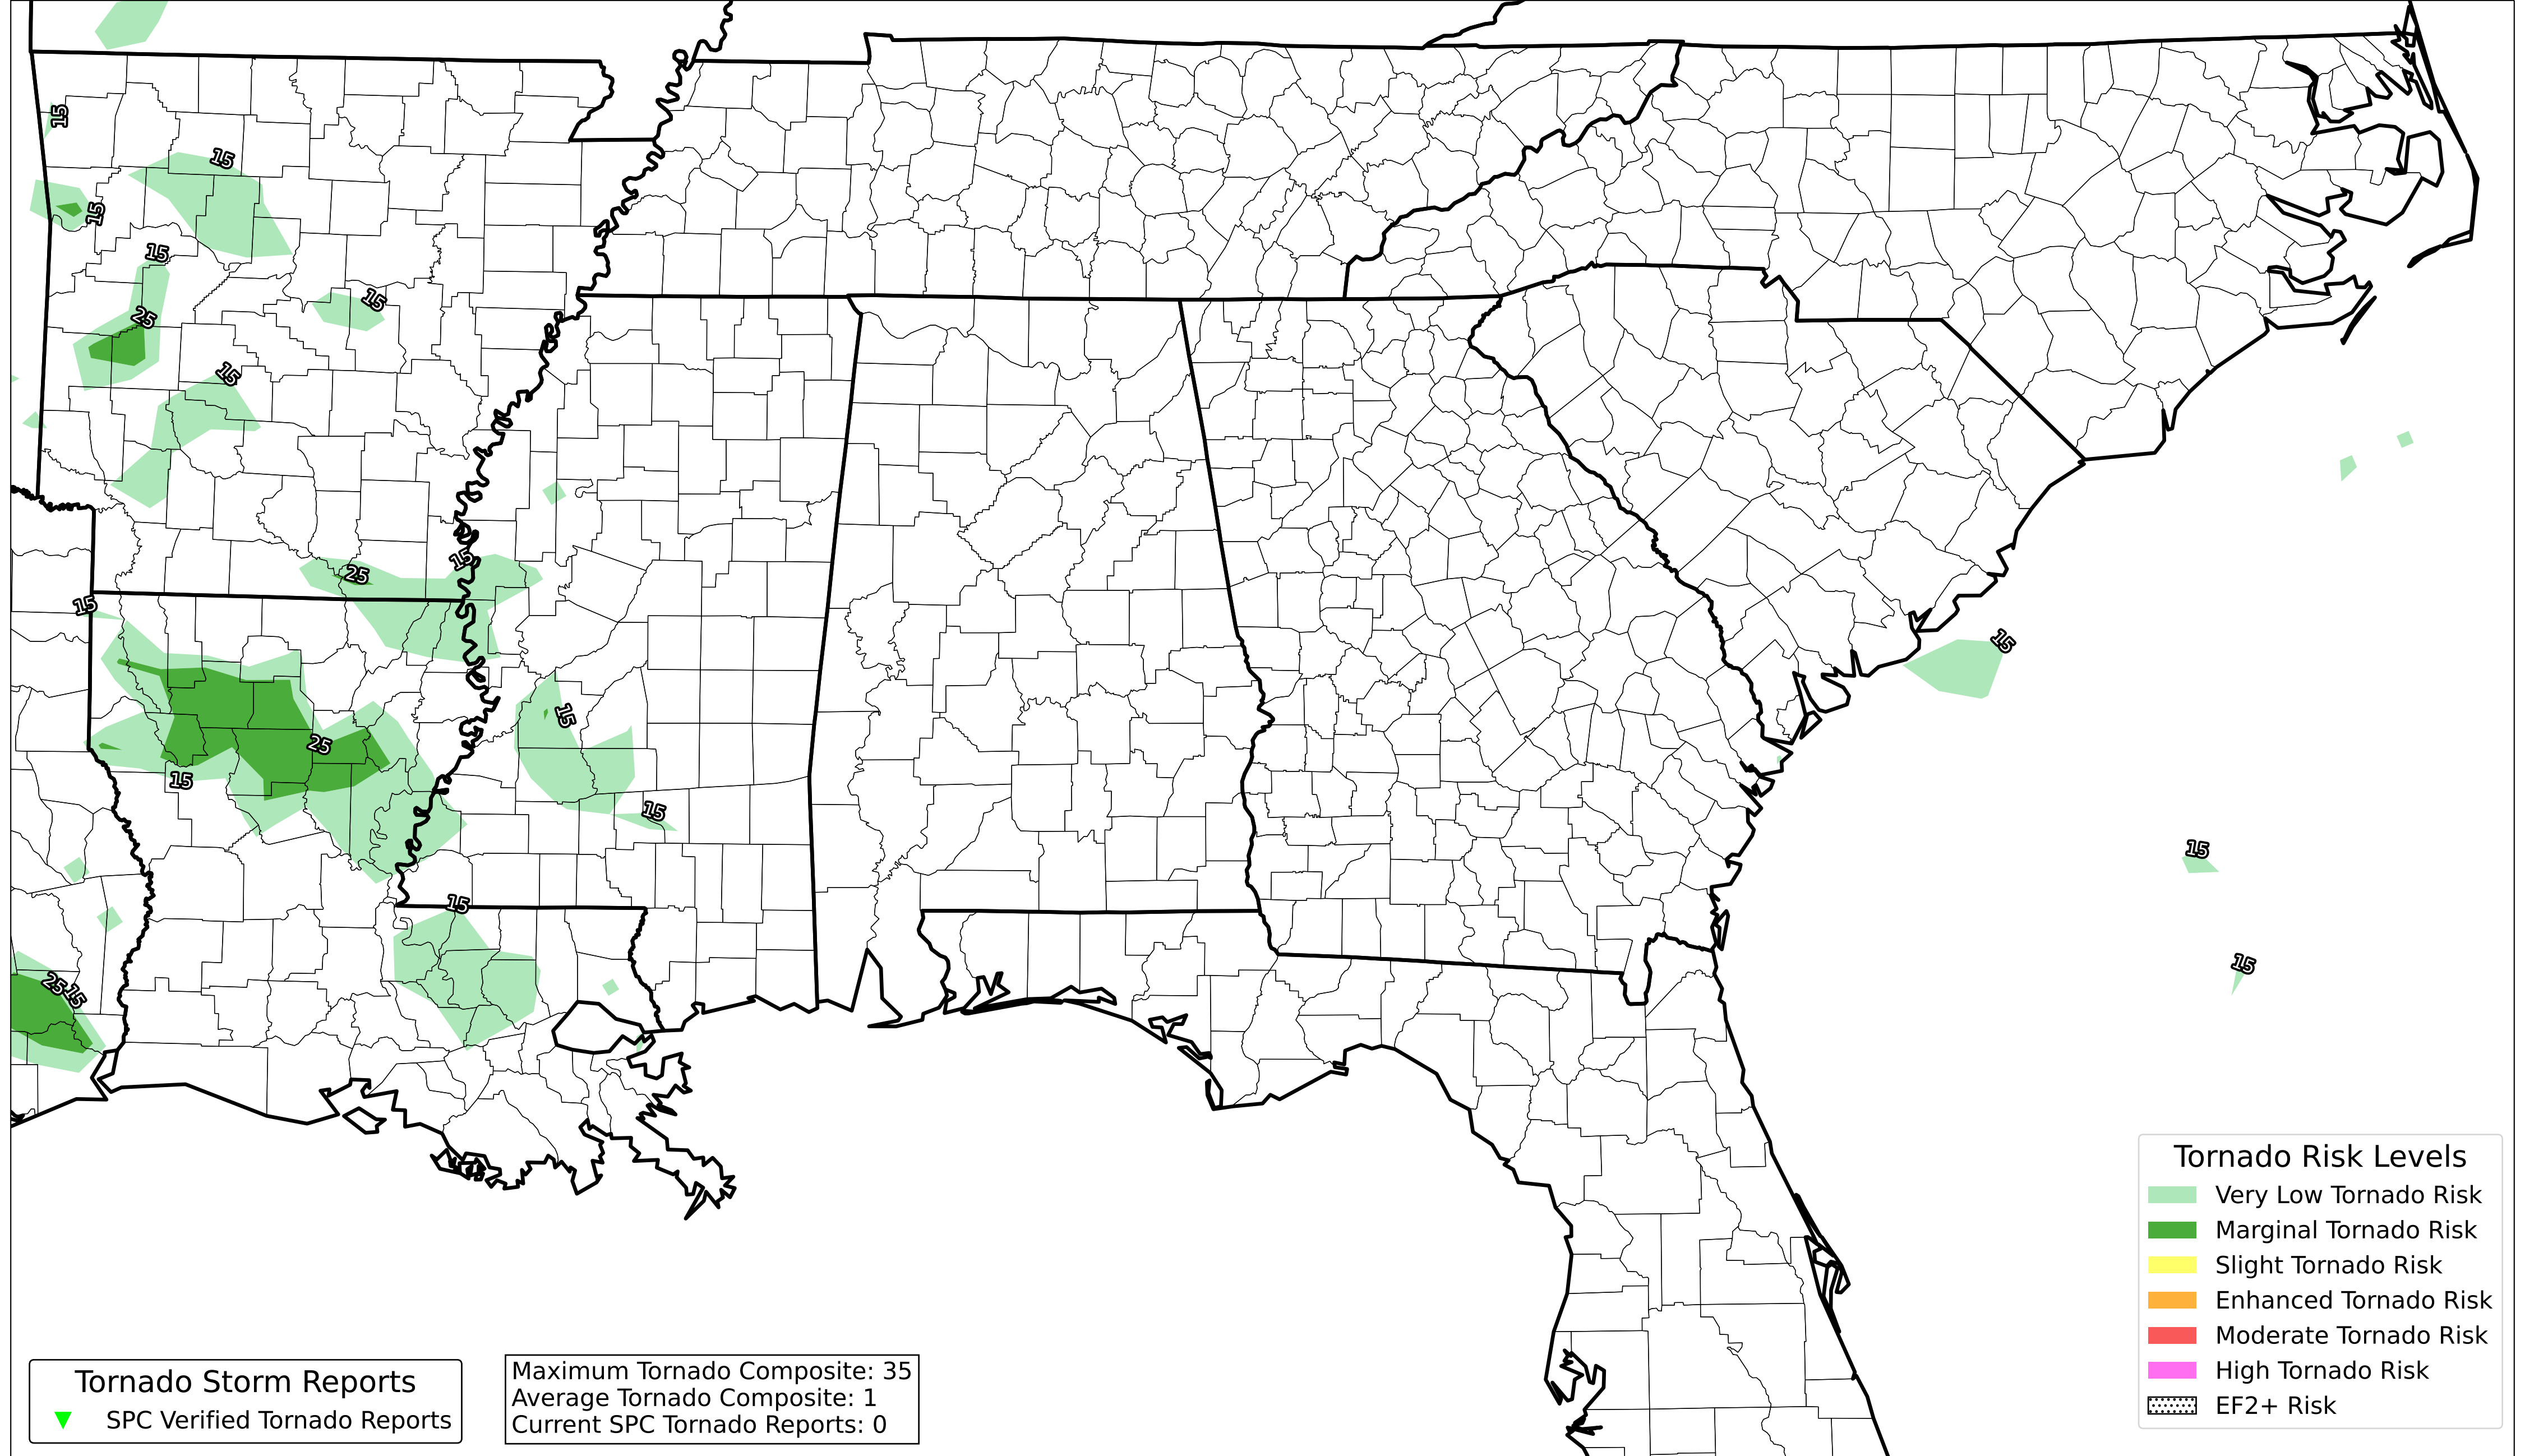 15
15
15
15
25
15
15
15
25
15
15
25
15
15
15
15
25
15
15
15
Tornado Storm Reports
SPC Verified Tornado Reports
Maximum Tornado Composite: 35
Average Tornado Composite: 1
Current SPC Tornado Reports: 0
Tornado Risk Levels
Very Low Tornado Risk
Marginal Tornado Risk
Slight Tornado Risk
Enhanced Tornado Risk
Moderate Tornado Risk
High Tornado Risk
EF2+ Risk